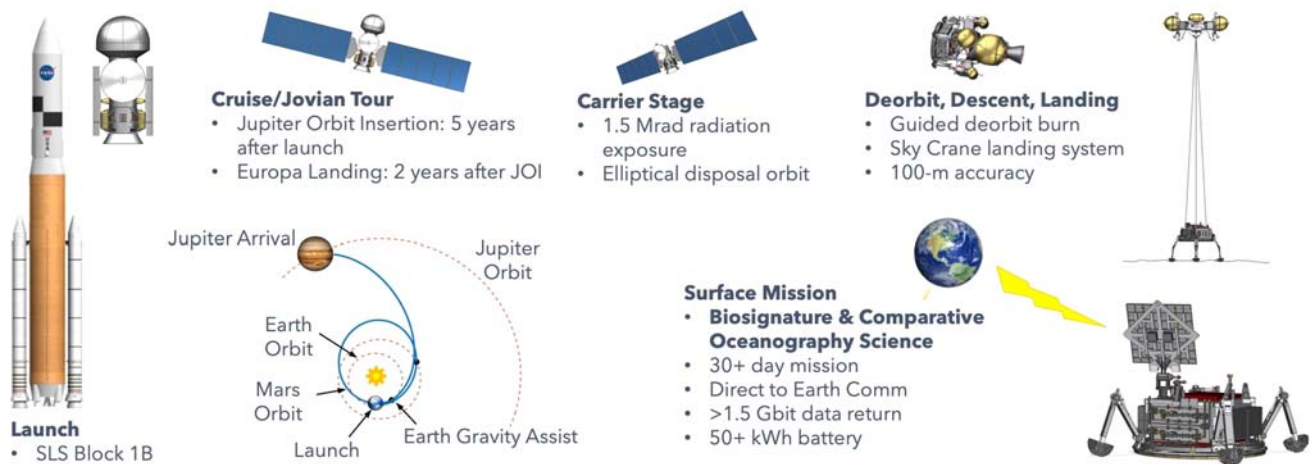 Cruise/Jovian Tour
• Jupiter Orbit Insertion: 5 years
after launch
• Europa Landing: 2 years after JOI
Carrier Stage
• 1.5 Mrad radiation
exposure
• Elliptical disposal orbit
Deorbit, Descent, Landing
• Guided deorbit burn
• Sky Crane landing system
• 100-m accuracy
Jupiter Arrival
Jupiter
Orbit
Earth
Orbit
Mars
Orbit
Launch
Earth Gravity Assist
Surface Mission
• Biosignature & Comparative
Oceanography Science
• 30+ day mission
• Direct to Earth Comm
• >1.5 Gbit data return
• 50+ kWh battery
NASA
Launch
• SLS Block 1B